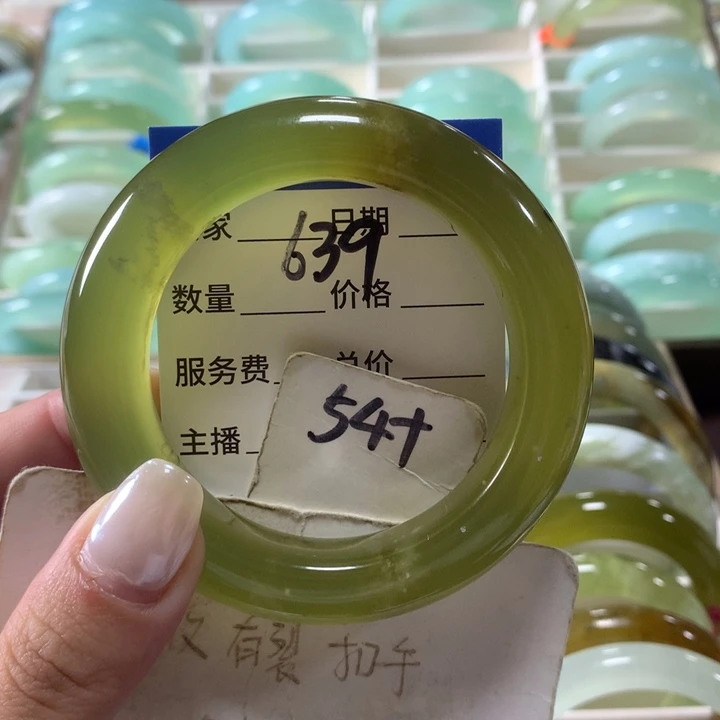 家 日期
639
数量 价格
服务费 总价
54+
主播
有裂 扣手